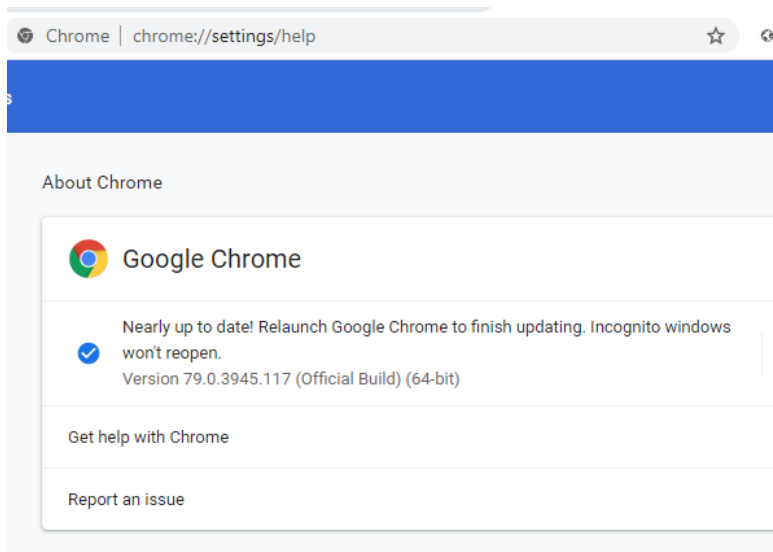 Chrome | chrome://settings/help
s
About Chrome
Google Chrome
Nearly up to date! Relaunch Google Chrome to finish updating. Incognito windows
won't reopen.
Version 79.0.3945.117 (Official Build) (64-bit)
Get help with Chrome
Report an issue